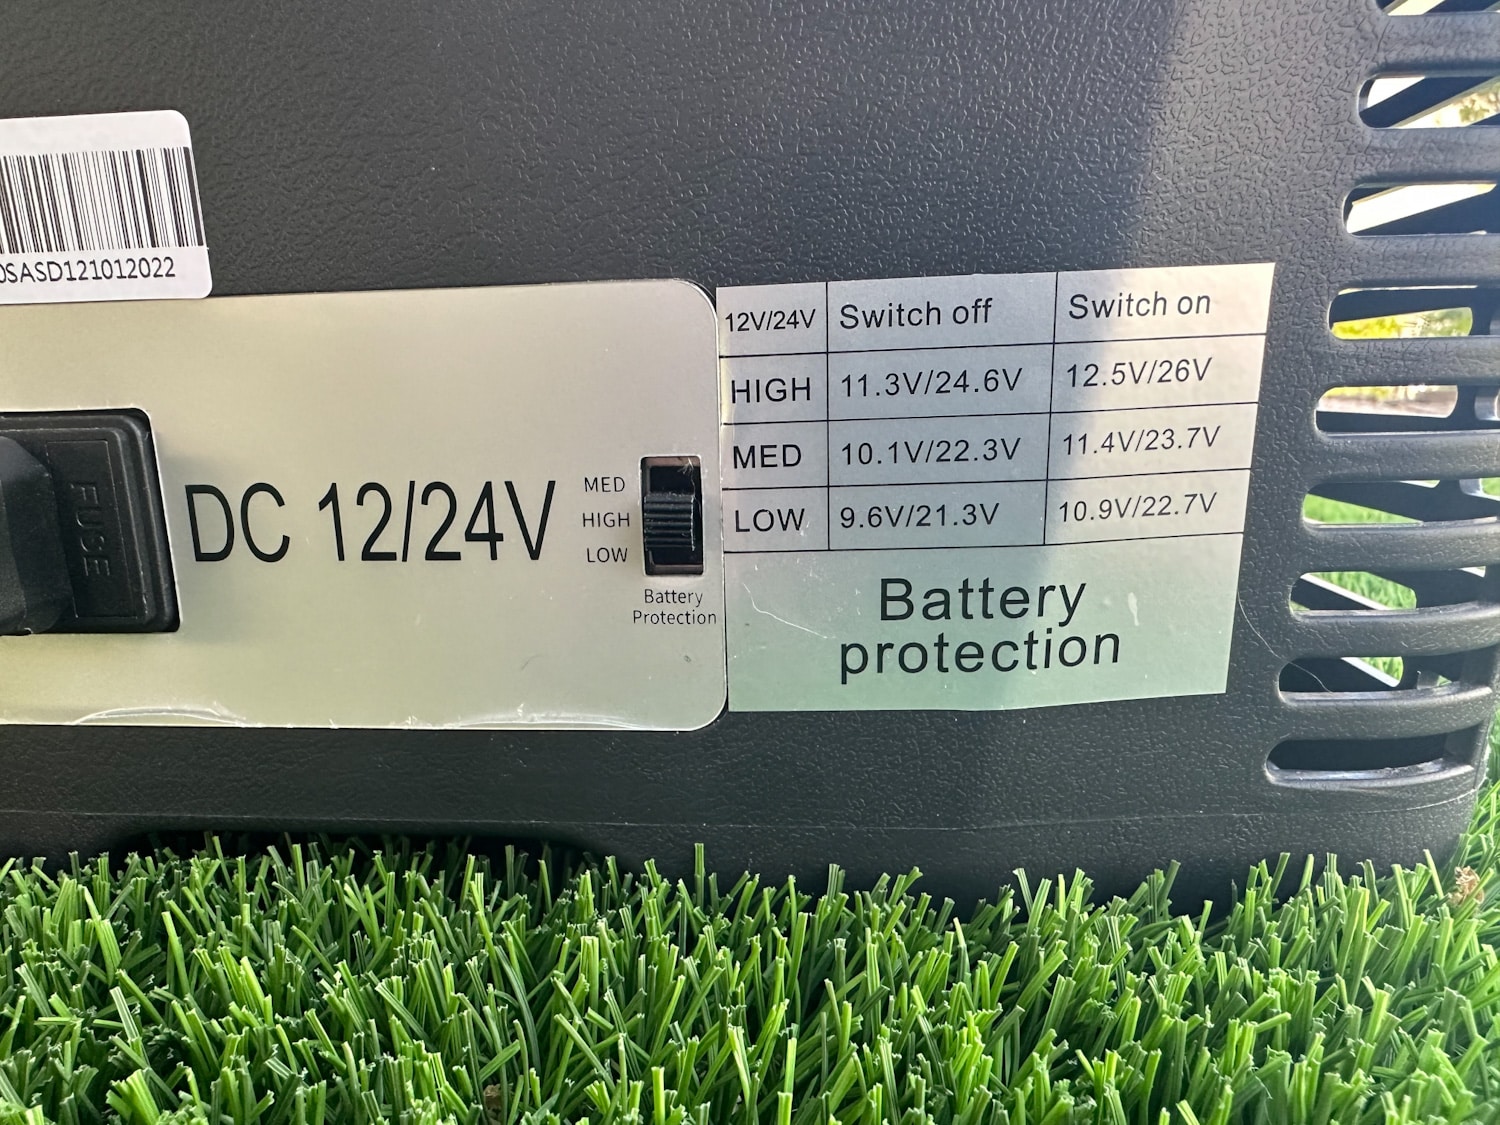 0SASD121012022
FUSE
DC 12/24V
MED
HIGH
LOW
Battery
Protection
12V/24V Switch off Switch on
HIGH 11.3V/24.6V 12.5V/26V
MED 10.1V/22.3V 11.4V/23.7V
LOW 9.6V/21.3V 10.9V/22.7V
Battery
protection